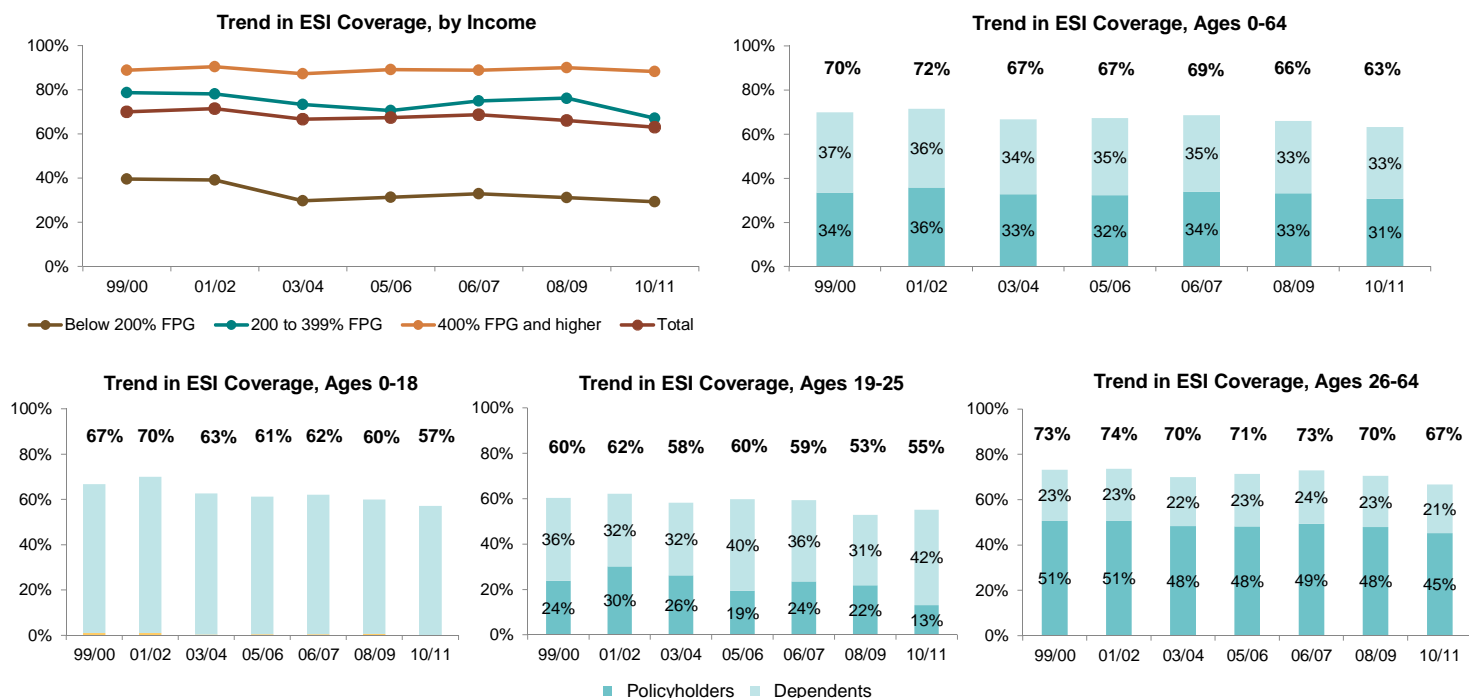 Trend in ESI Coverage, by Income
100%
80%
60%
40%
20%
0%
99/00 01/02 03/04 05/06 06/07 08/09 10/11
Below 200% FPG 200 to 399% FPG 400% FPG and higher Total
Trend in ESI Coverage, Ages 0-64
100%
80%
60%
40%
20%
0%
70% 72% 67% 67% 69% 66% 63%
37% 36% 34% 35% 35% 33% 33%
34% 36% 33% 32% 34% 33% 31%
99/00 01/02 03/04 05/06 06/07 08/09 10/11
Trend in ESI Coverage, Ages 0-18
100%
80%
60%
40%
20%
0%
67% 70% 63% 61% 62% 60% 57%
99/00 01/02 03/04 05/06 06/07 08/09 10/11
Trend in ESI Coverage, Ages 19-25
100%
80%
60%
40%
20%
0%
60% 62% 58% 60% 59% 53% 55%
36% 32% 32% 40% 36% 31% 42%
24% 30% 26% 19% 24% 22% 13%
99/00 01/02 03/04 05/06 06/07 08/09 10/11
Trend in ESI Coverage, Ages 26-64
100%
80%
60%
40%
20%
0%
73% 74% 70% 71% 73% 70% 67%
23% 23% 22% 23% 24% 23% 21%
51% 51% 48% 48% 49% 48% 45%
99/00 01/02 03/04 05/06 06/07 08/09 10/11
Policyholders Dependents